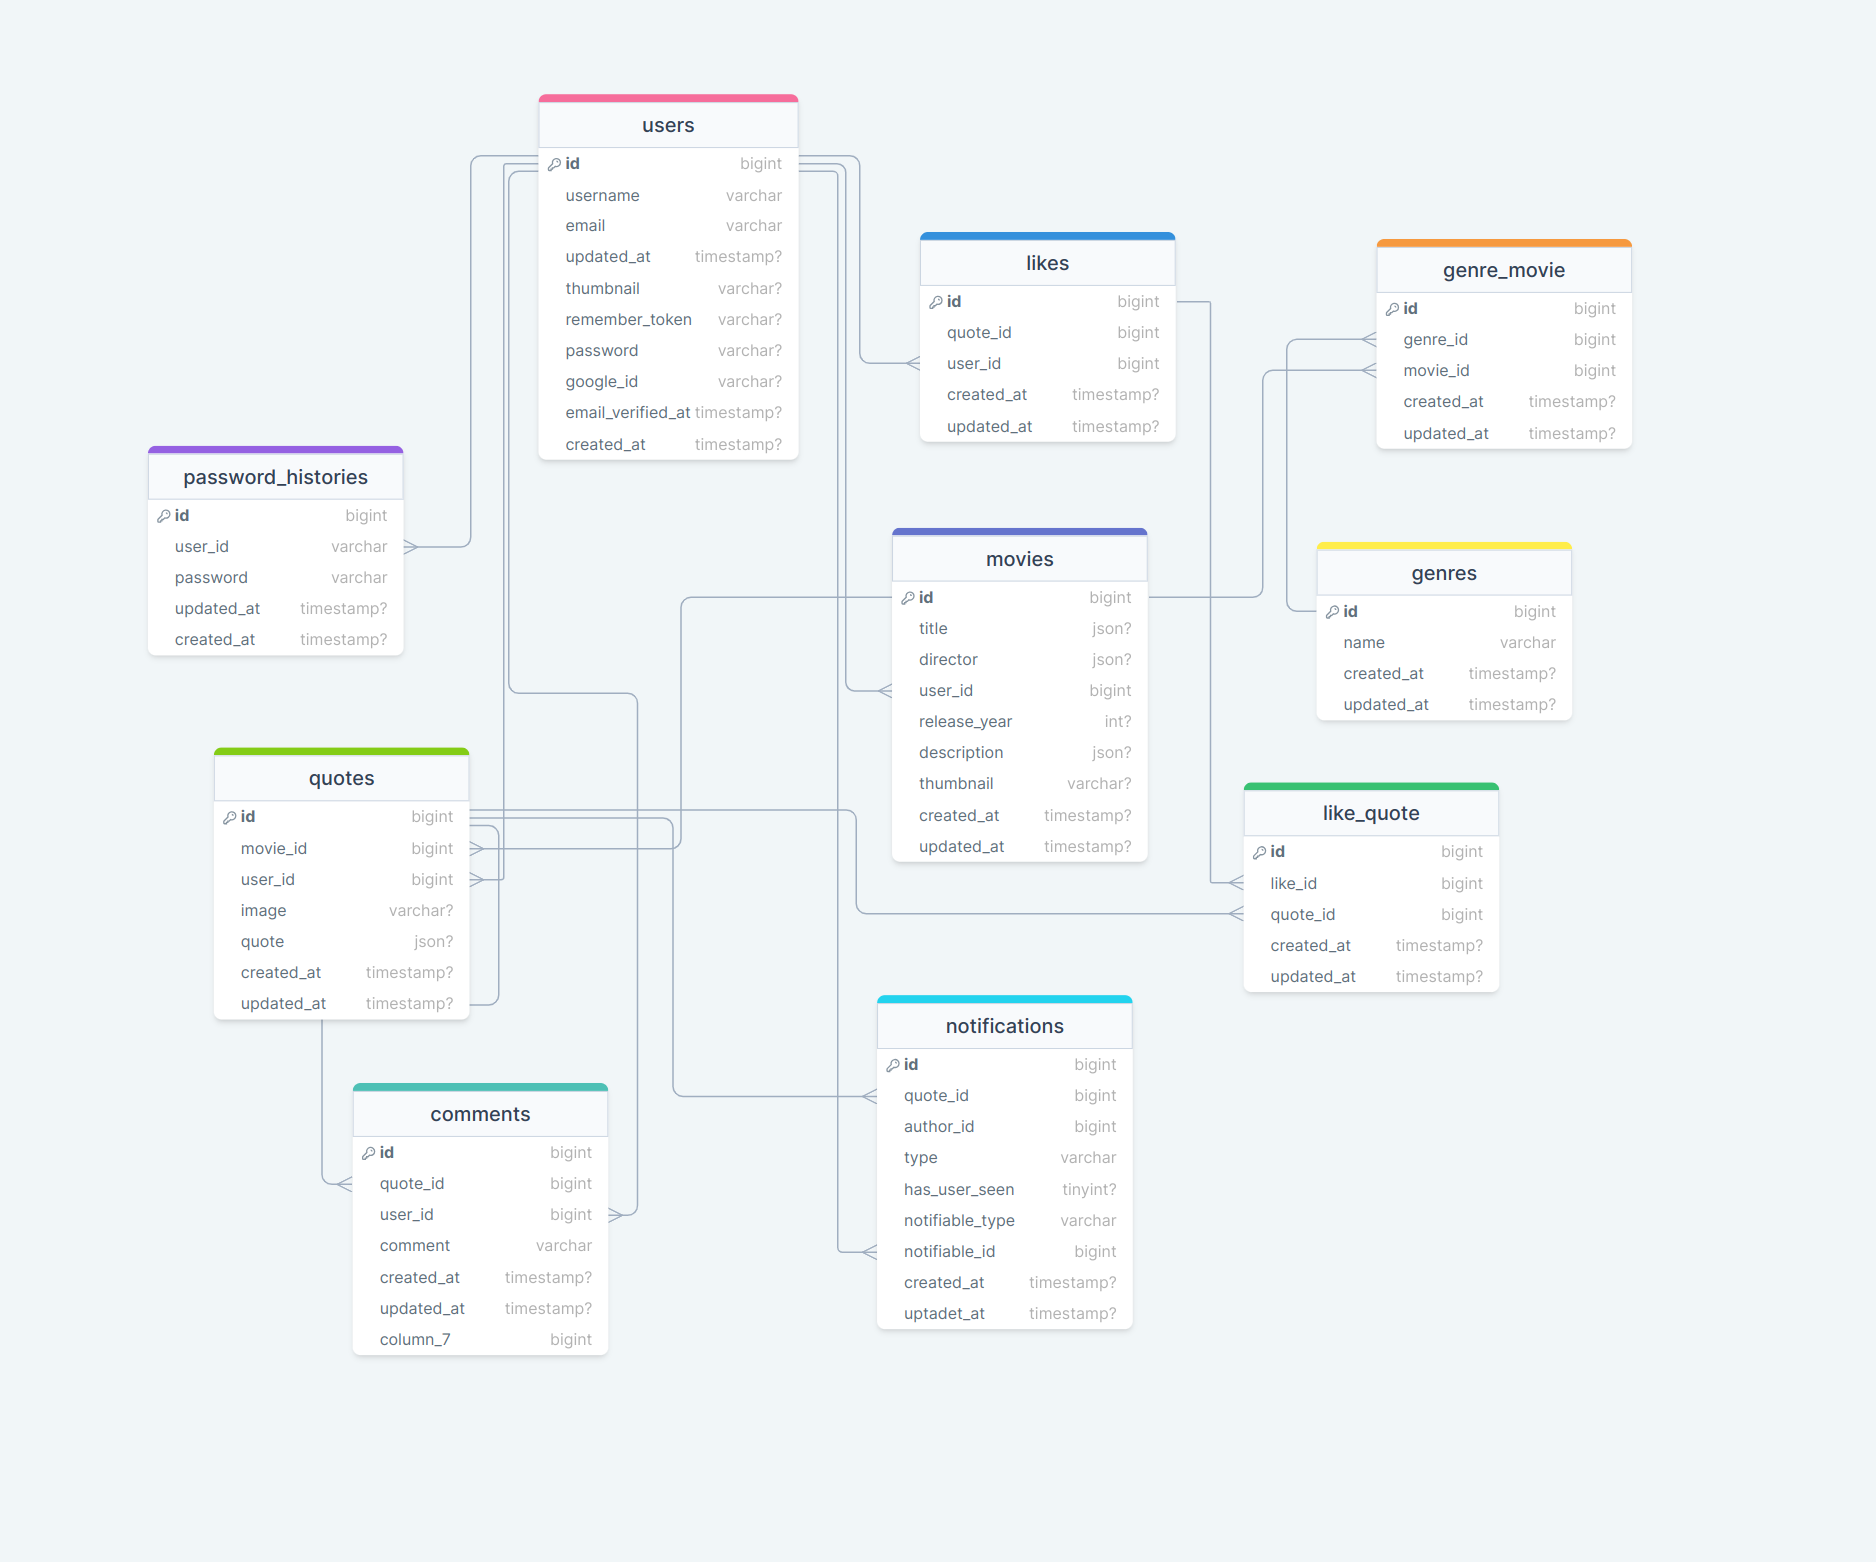 users
id bigint
username varchar
email varchar
updated_at timestamp?
thumbnail varchar?
remember_token varchar?
password varchar?
google_id varchar?
email_verified_at timestamp?
created_at timestamp?
likes
id bigint
quote_id bigint
user_id bigint
created_at timestamp?
updated_at timestamp?
genre_movie
id bigint
genre_id bigint
movie_id bigint
created_at timestamp?
updated_at timestamp?
password_histories
id bigint
user_id varchar
password varchar
updated_at timestamp?
created_at timestamp?
movies
id bigint
title json?
director json?
user_id bigint
release_year int?
description json?
thumbnail varchar?
created_at timestamp?
updated_at timestamp?
genres
id bigint
name varchar
created_at timestamp?
updated_at timestamp?
quotes
id bigint
movie_id bigint
user_id bigint
image varchar?
quote json?
created_at timestamp?
updated_at timestamp?
like_quote
id bigint
like_id bigint
quote_id bigint
created_at timestamp?
updated_at timestamp?
notifications
id bigint
quote_id bigint
author_id bigint
type varchar
has_user_seen tinyint?
notifiable_type varchar
notifiable_id bigint
created_at timestamp?
uptadet_at timestamp?
comments
id bigint
quote_id bigint
user_id bigint
comment varchar
created_at timestamp?
updated_at timestamp?
column_7 bigint